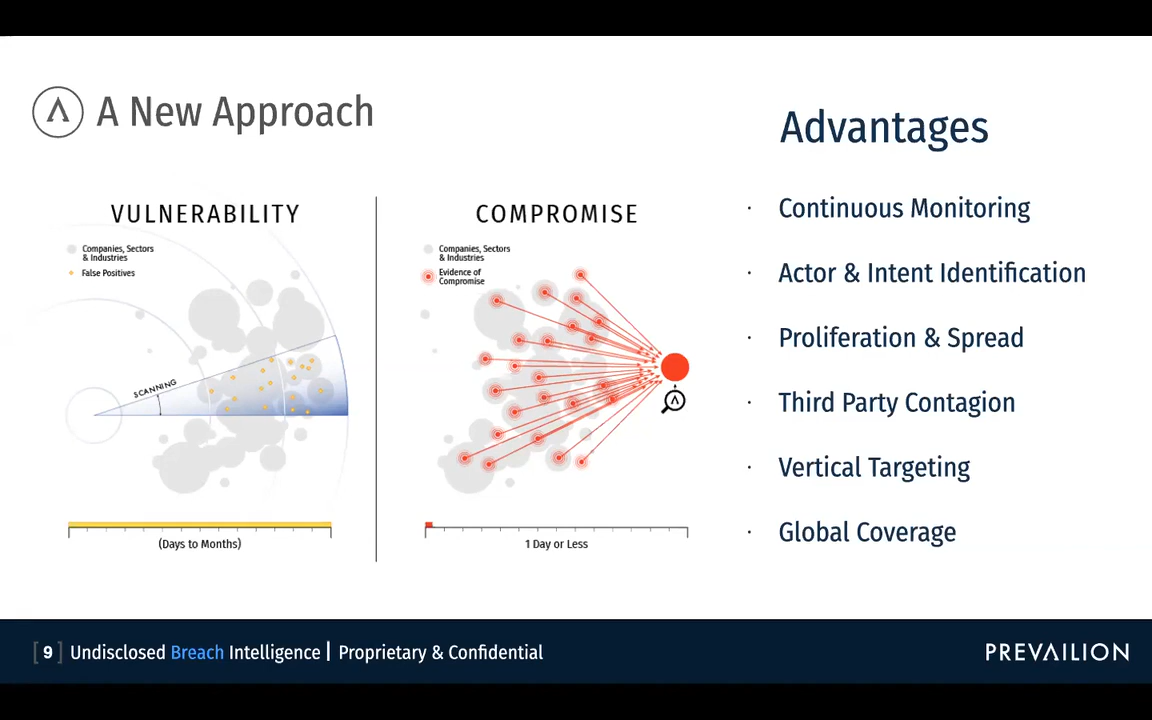 A New Approach
Advantages
VULNERABILITY
Companies, Sectors
& Industries
False Positives
SCANNING
(Days to Months)
COMPROMISE
Companies, Sectors
& Industries
Evidence of
Compromise
1 Day or Less
· Continuous Monitoring
· Actor & Intent Identification
· Proliferation & Spread
· Third Party Contagion
· Vertical Targeting
· Global Coverage
[ 9 ] Undisclosed Breach Intelligence | Proprietary & Confidential
PREVAILION